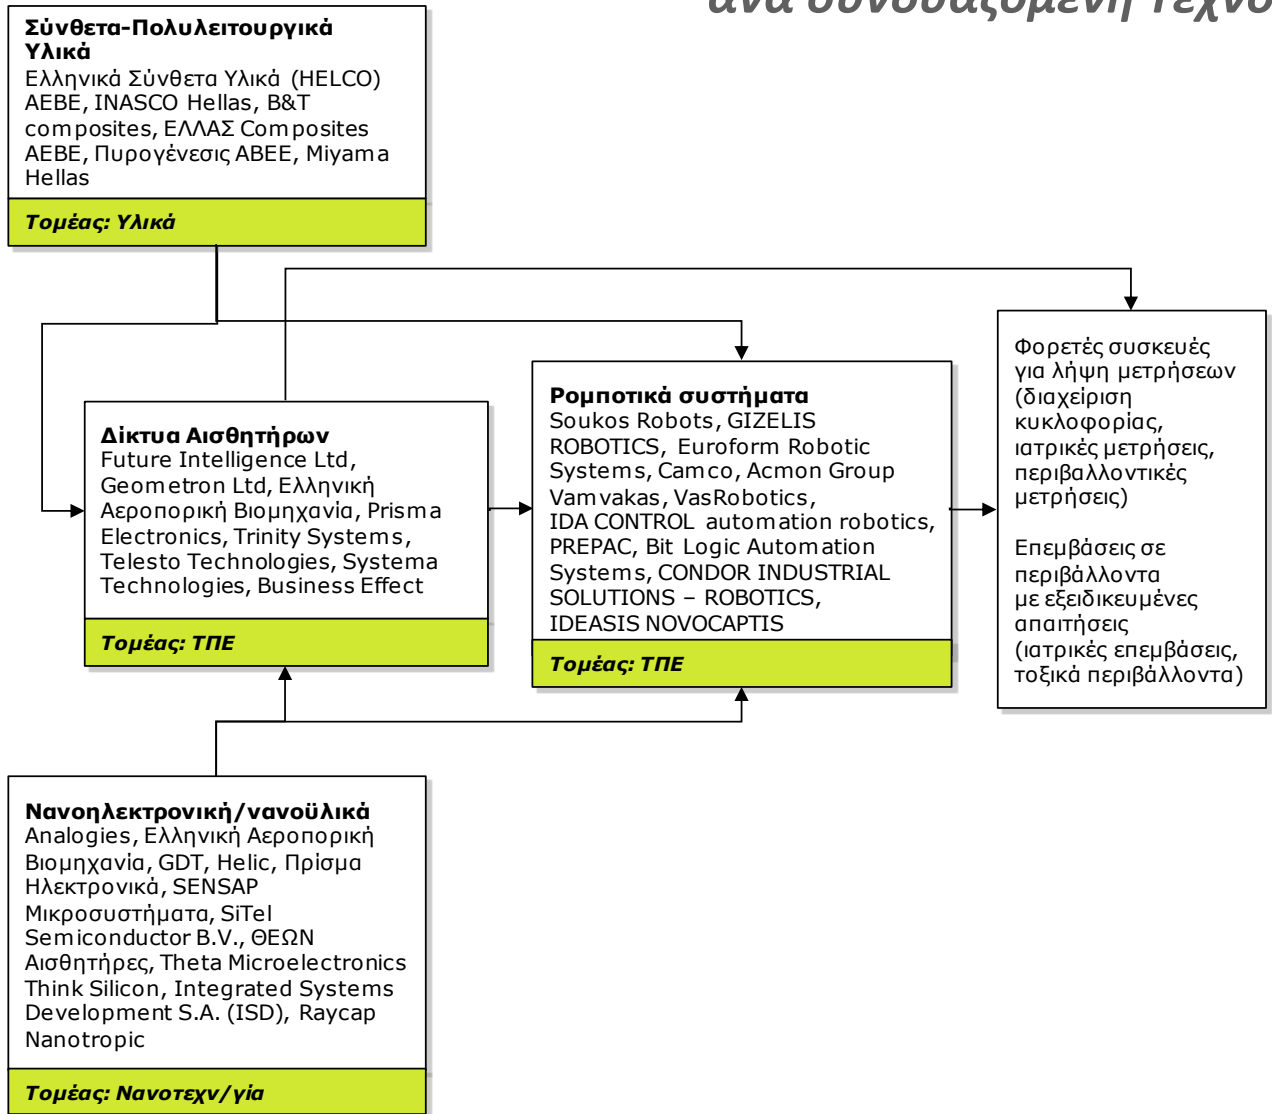 ανά συνδυαζόμενη
Σύνθετα-Πολυλειτουργικά
Υλικά
Ελληνικά Σύνθετα Υλικά (HELCO)
ΑΕΒΕ, INASCO Hellas, B&T
composites, ΕΛΛΑΣ Composites
ΑΕΒΕ, Πυρογένεσις ΑΒΕΕ, Miyama
Hellas
Τομέας: Υλικά
Δίκτυα Αισθητήρων
Future Intelligence Ltd,
Geometron Ltd, Ελληνική
Αεροπορική Βιομηχανία, Prisma
Electronics, Trinity Systems,
Telesto Technologies, Systema
Technologies, Business Effect
Τομέας: ΤΠΕ
Ρομποτικά συστήματα
Soukos Robots, GIZELIS
ROBOTICS, Euroform Robotic
Systems, Camco, Acmon Group
Vamvakas, VasRobotics,
IDA CONTROL automation robotics,
PREPAC, Bit Logic Automation
Systems, CONDOR INDUSTRIAL
SOLUTIONS – ROBOTICS,
IDEASIS NOVOCAPTIS
Τομέας: ΤΠΕ
Φορετές συσκευές
για λήψη μετρήσεων
(διαχείριση
κυκλοφορίας,
ιατρικές μετρήσεις,
περιβαλλοντικές
μετρήσεις)
Επεμβάσεις σε
περιβάλλοντα
με εξειδικευμένες
απαιτήσεις
(ιατρικές επεμβάσεις,
τοξικά περιβάλλοντα)
Νανοηλεκτρονική/νανοϋλικά
Analogies, Ελληνική Αεροπορική
Βιομηχανία, GDT, Helic, Πρίσμα
Ηλεκτρονικά, SENSAP
Μικροσυστήματα, SiTel
Semiconductor B.V., ΘΕΩΝ
Αισθητήρες, Theta Microelectronics
Think Silicon, Integrated Systems
Development S.A. (ISD), Raycap
Nanotropic
Τομέας: Νανοτεχν/γία